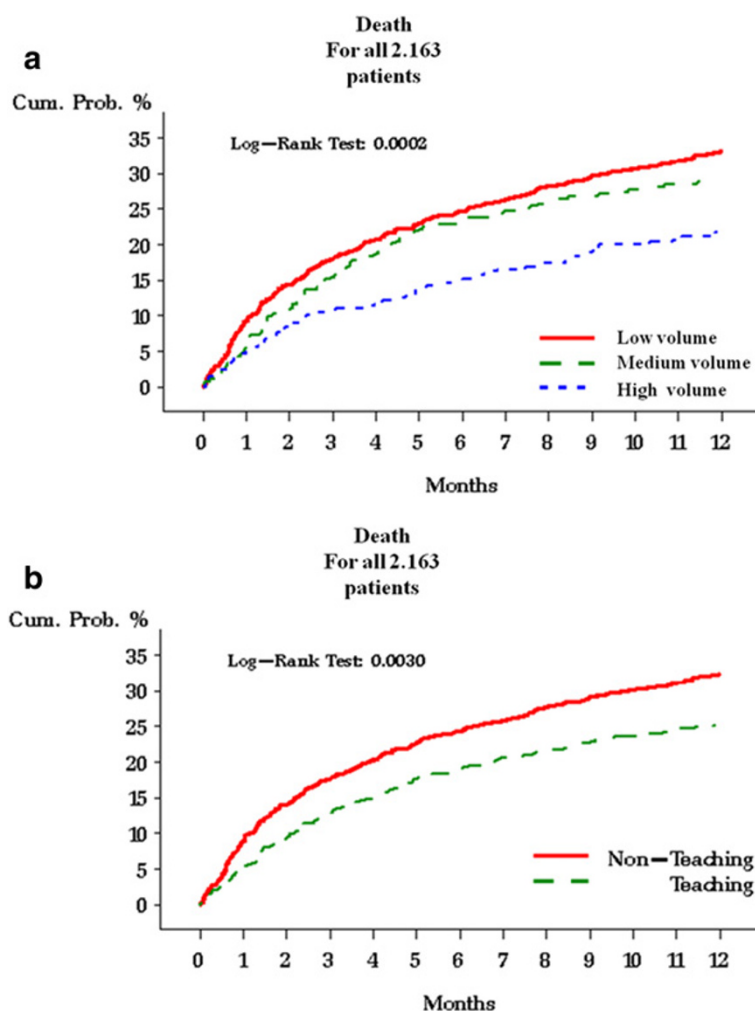 a
Death
For all 2.163
patients
Cum. Prob. %
Log-Rank Test: 0.0002
35
30
25
20
15
10
5
0
Low volume
Medium volume
High volume
0 1 2 3 4 5 6 7 8 9 10 11 12
Months
b
Death
For all 2.163
patients
Cum. Prob. %
Log-Rank Test: 0.0030
35
30
25
20
15
10
5
0
Non-Teaching
Teaching
0 1 2 3 4 5 6 7 8 9 10 11 12
Months